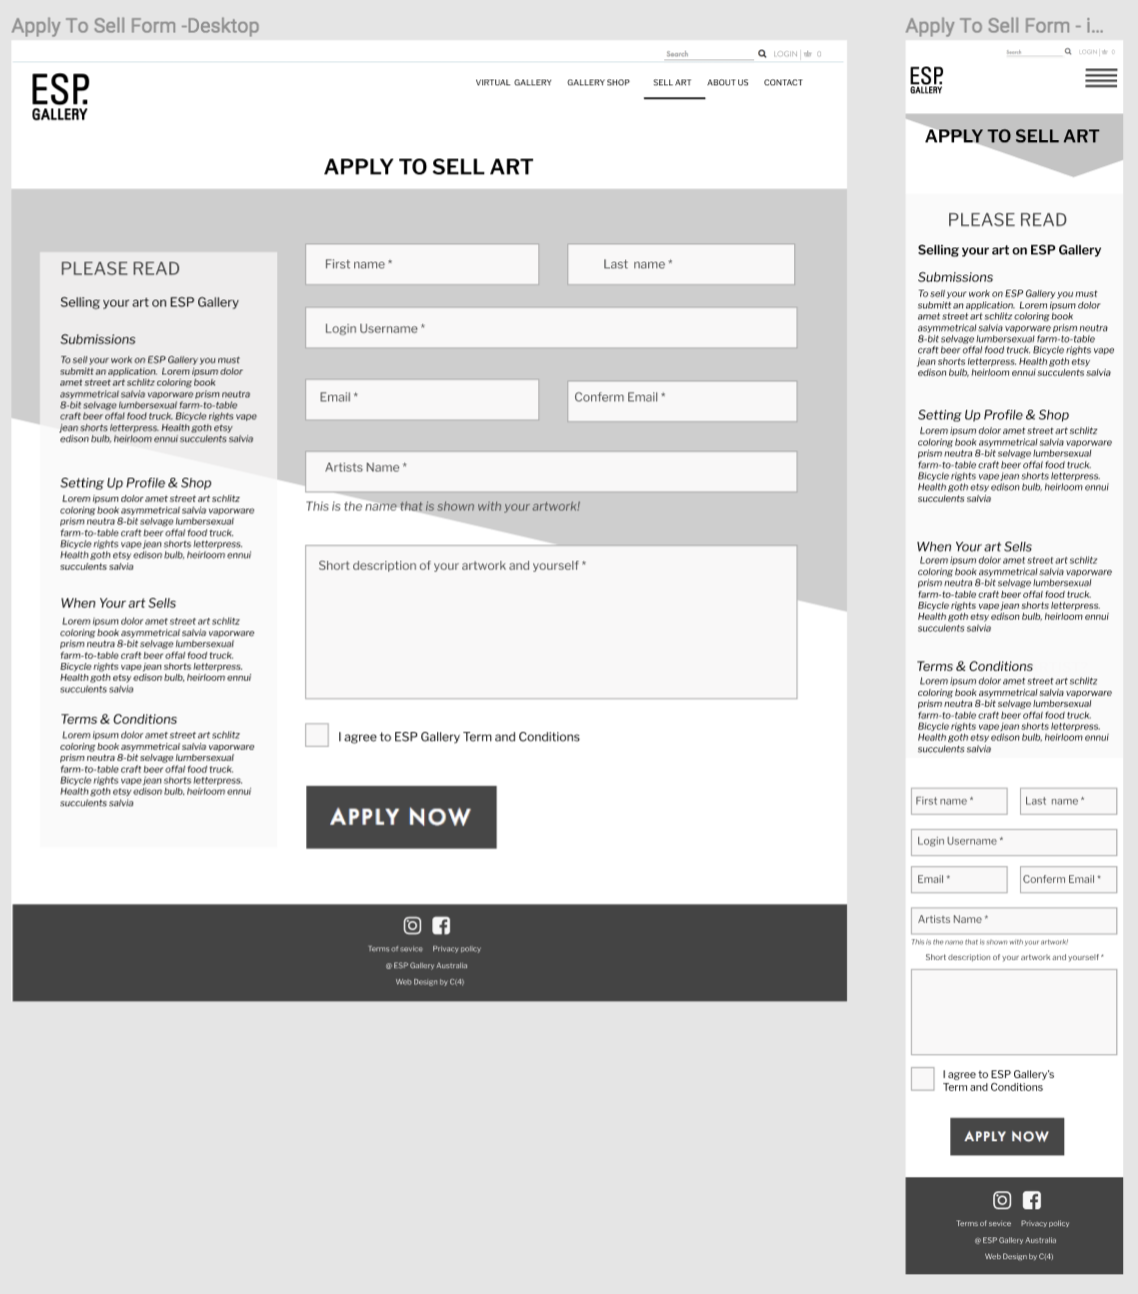 Apply To Sell Form -Desktop
Search
LOGIN | 0
ESP.
GALLERY
VIRTUAL GALLERY GALLERY SHOP SELL ART ABOUT US CONTACT
APPLY TO SELL ART
PLEASE READ
Selling your art on ESP Gallery
Submissions
To sell your work on ESP Gallery you must
submitt an application. Lorem ipsum dolor
amet street art schlitz coloring book
asymmetrical salvia vaporware prism neutra
8-bit selvage lumbersexual farm-to-table
craft beer offal food truck. Bicycle rights vape
jean shorts letterpress. Health goth etsy
edison bulb, heirloom ennui succulents salvia
Setting Up Profile & Shop
Lorem ipsum dolor amet street art schlitz
coloring book asymmetrical salvia vaporware
prism neutra 8-bit selvage lumbersexual
farm-to-table craft beer offal food truck.
Bicycle rights vape jean shorts letterpress.
Health goth etsy edison bulb, heirloom ennui
succulents salvia
When Your art Sells
Lorem ipsum dolor amet street art schlitz
coloring book asymmetrical salvia vaporware
prism neutra 8-bit selvage lumbersexual
farm-to-table craft beer offal food truck.
Bicycle rights vape jean shorts letterpress.
Health goth etsy edison bulb, heirloom ennui
succulents salvia
Terms & Conditions
Lorem ipsum dolor amet street art schlitz
coloring book asymmetrical salvia vaporware
prism neutra 8-bit selvage lumbersexual
farm-to-table craft beer offal food truck.
Bicycle rights vape jean shorts letterpress.
Health goth etsy edison bulb, heirloom ennui
succulents salvia
First name * Last name *
Login Username *
Email * Conferm Email *
Artists Name *
This is the name that is shown with your artwork!
Short description of your artwork and yourself *
I agree to ESP Gallery Term and Conditions
APPLY NOW
Terms of sevice Privacy policy
@ ESP Gallery Australia
Web Design by C(4)
Apply To Sell Form - i...
Search
LOGIN | 0
ESP.
GALLERY
APPLY TO SELL ART
PLEASE READ
Selling your art on ESP Gallery
Submissions
To sell your work on ESP Gallery you must
submitt an application. Lorem ipsum dolor
amet street art schlitz coloring book
asymmetrical salvia vaporware prism neutra
8-bit selvage lumbersexual farm-to-table
craft beer offal food truck. Bicycle rights vape
jean shorts letterpress. Health goth etsy
edison bulb, heirloom ennui succulents salvia
Setting Up Profile & Shop
Lorem ipsum dolor amet street art schlitz
coloring book asymmetrical salvia vaporware
prism neutra 8-bit selvage lumbersexual
farm-to-table craft beer offal food truck.
Bicycle rights vape jean shorts letterpress.
Health goth etsy edison bulb, heirloom ennui
succulents salvia
When Your art Sells
Lorem ipsum dolor amet street art schlitz
coloring book asymmetrical salvia vaporware
prism neutra 8-bit selvage lumbersexual
farm-to-table craft beer offal food truck.
Bicycle rights vape jean shorts letterpress.
Health goth etsy edison bulb, heirloom ennui
succulents salvia
Terms & Conditions
Lorem ipsum dolor amet street art schlitz
coloring book asymmetrical salvia vaporware
prism neutra 8-bit selvage lumbersexual
farm-to-table craft beer offal food truck.
Bicycle rights vape jean shorts letterpress.
Health goth etsy edison bulb, heirloom ennui
succulents salvia
First name * Last name *
Login Username *
Email * Conferm Email *
Artists Name *
This is the name that is shown with your artwork!
Short description of your artwork and yourself *
I agree to ESP Gallery's
Term and Conditions
APPLY NOW
Terms of sevice Privacy policy
@ ESP Gallery Australia
Web Design by C(4)